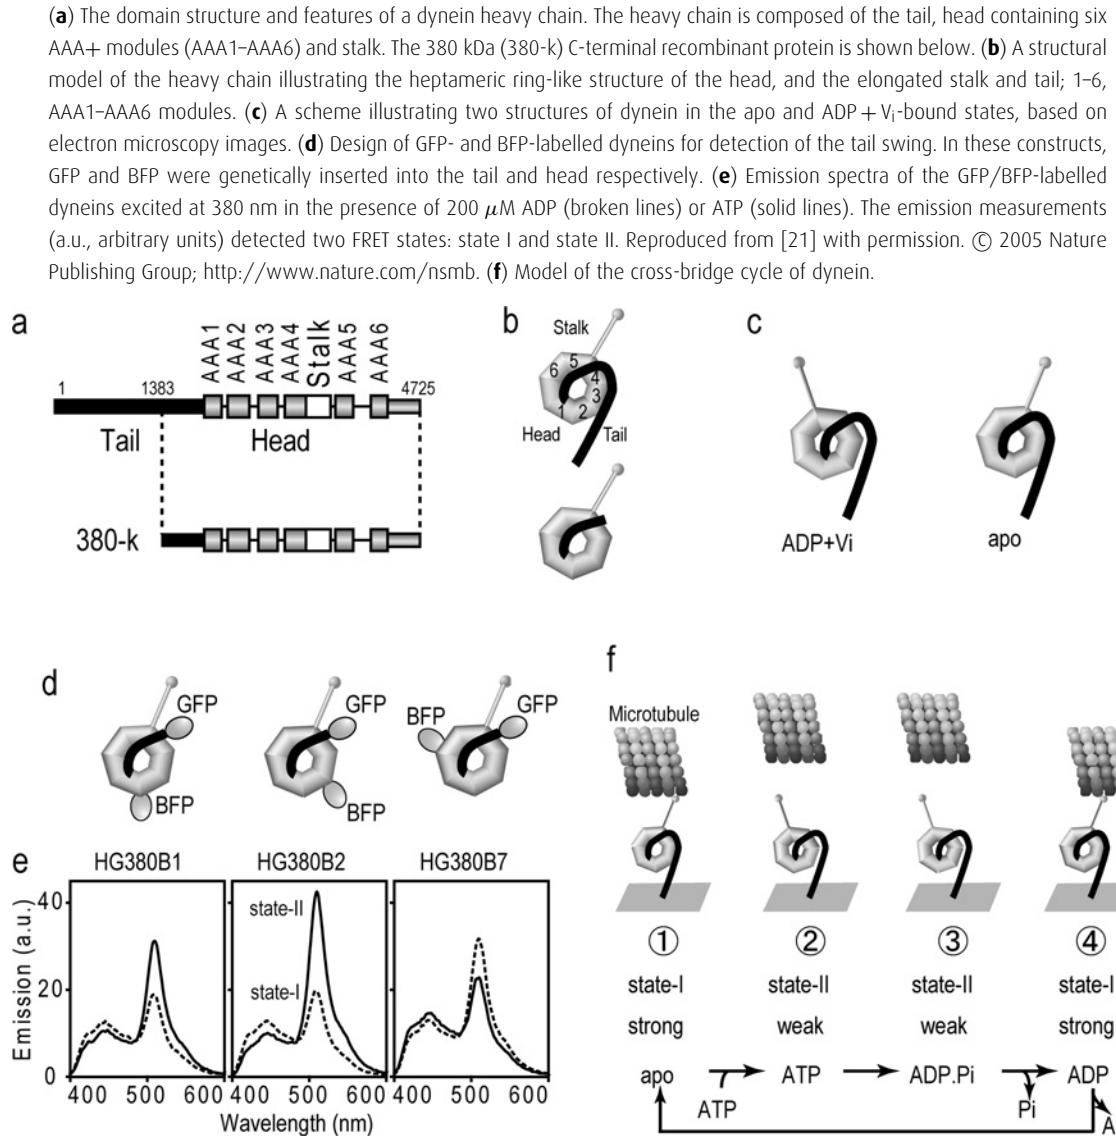 (a) The domain structure and features of a dynein heavy chain. The heavy chain is composed of the tail, head containing six
AAA+ modules (AAA1–AAA6) and stalk. The 380 kDa (380-k) C-terminal recombinant protein is shown below. (b) A structural
model of the heavy chain illustrating the heptameric ring-like structure of the head, and the elongated stalk and tail; 1–6,
AAA1–AAA6 modules. (c) A scheme illustrating two structures of dynein in the apo and ADP + Vi-bound states, based on
electron microscopy images. (d) Design of GFP- and BFP-labelled dyneins for detection of the tail swing. In these constructs,
GFP and BFP were genetically inserted into the tail and head respectively. (e) Emission spectra of the GFP/BFP-labelled
dyneins excited at 380 nm in the presence of 200 μM ADP (broken lines) or ATP (solid lines). The emission measurements
(a.u., arbitrary units) detected two FRET states: state I and state II. Reproduced from [21] with permission. © 2005 Nature
Publishing Group; http://www.nature.com/nsmb. (f) Model of the cross-bridge cycle of dynein.
a
AAA1
AAA2
AAA3
AAA4
Stalk
AAA5
AAA6
1
1383
4725
Tail
Head
380-k
b
Stalk
6
5
4
3
1
2
Head
Tail
c
ADP+Vi
apo
d
GFP
BFP
GFP
BFP
BFP
GFP
e
HG380B1
HG380B2
HG380B7
Emission (a.u.)
40
20
0
state-II
state-I
400 500 600
400 500 600
400 500 600
Wavelength (nm)
f
Microtubule
① ② ③ ④
state-I state-II state-II state-I
strong weak weak strong
apo ATP ADP.Pi ADP
ATP Pi A